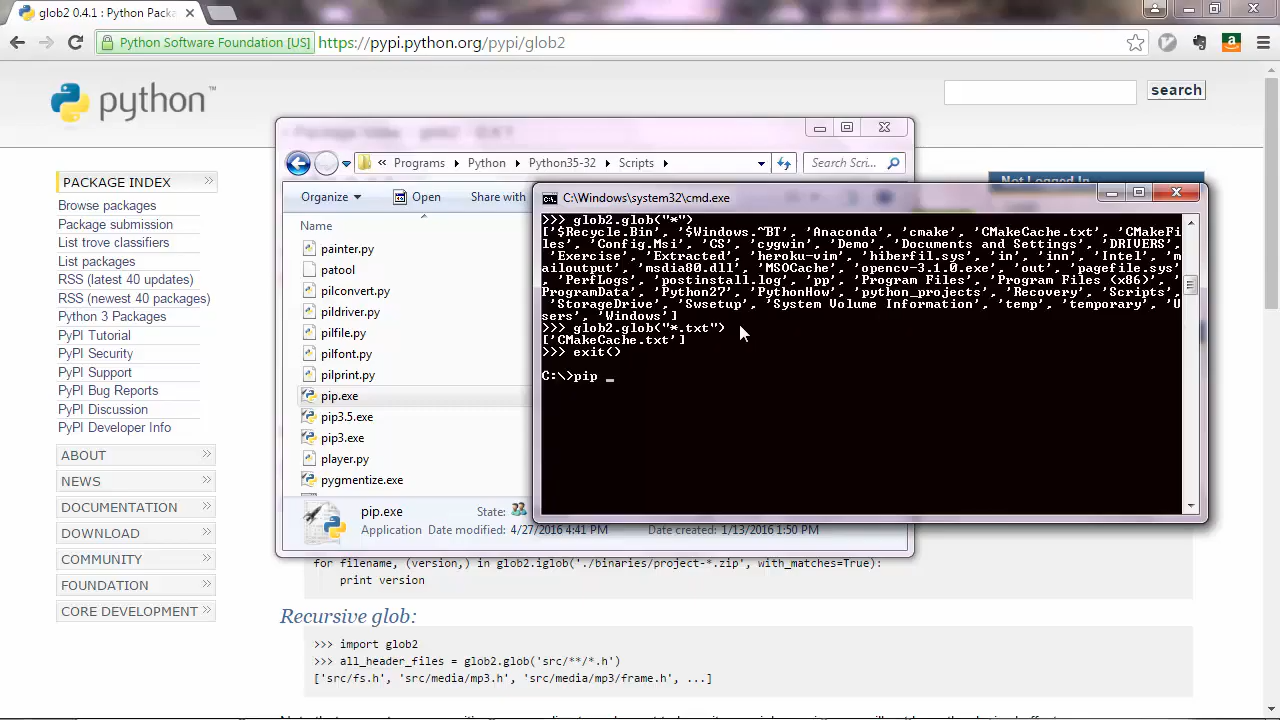 glob2 0.4.1 : Python Pack
Python Software Foundation [US] https://pypi.python.org/pypi/glob2
python™
search
PACKAGE INDEX >>
Browse packages
Package submission
List trove classifiers
List packages
RSS (latest 40 updates)
RSS (newest 40 packages)
Python 3 Packages
PyPI Tutorial
PyPI Security
PyPI Support
PyPI Bug Reports
PyPI Discussion
PyPI Developer Info
ABOUT >>
NEWS >>
DOCUMENTATION >>
DOWNLOAD >>
COMMUNITY >>
FOUNDATION >>
CORE DEVELOPMENT >>
Not Logged In
« Programs Python Python35-32 Scripts
Search Scri...
Organize Open Share with
Name
painter.py
patool
pilconvert.py
pildriver.py
pilfile.py
pilfont.py
pilprint.py
pip.exe
pip3.5.exe
pip3.exe
player.py
pygmentize.exe
pip.exe State:
Application Date modified: 4/27/2016 4:41 PM Date created: 1/13/2016 1:50 PM
C:\Windows\system32\cmd.exe
>>> glob2.glob("*")
['$Recycle.Bin', '$Windows.~BT', 'Anaconda', 'cmake', 'CMakeCache.txt', 'CMakeFi
les', 'Config.Msi', 'CS', 'cygwin', 'Demo', 'Documents and Settings', 'DRIVERS',
'Exercise', 'Extracted', 'heroku-vim', 'hiberfil.sys', 'in', 'inn', 'Intel', 'm
ailoutput', 'msdia80.dll', 'MSOCache', 'opencv-3.1.0.exe', 'out', 'pagefile.sys'
, 'PerfLogs', 'postinstall.log', 'pp', 'Program Files', 'Program Files (x86)', '
ProgramData', 'Python27', 'PythonHow', 'python_projects', 'Recovery', 'Scripts',
'StorageDrive', 'Swsetup', 'System Volume Information', 'temp', 'temporary', 'U
sers', 'Windows']
>>> glob2.glob("*.txt")
['CMakeCache.txt']
>>> exit()
C:\>pip _
for filename, (version,) in glob2.iglob('./binaries/project-*.zip', with_matches=True):
print version
Recursive glob:
>>> import glob2
>>> all_header_files = glob2.glob('src/**/*.h')
['src/fs.h', 'src/media/mp3.h', 'src/media/mp3/frame.h', ...]